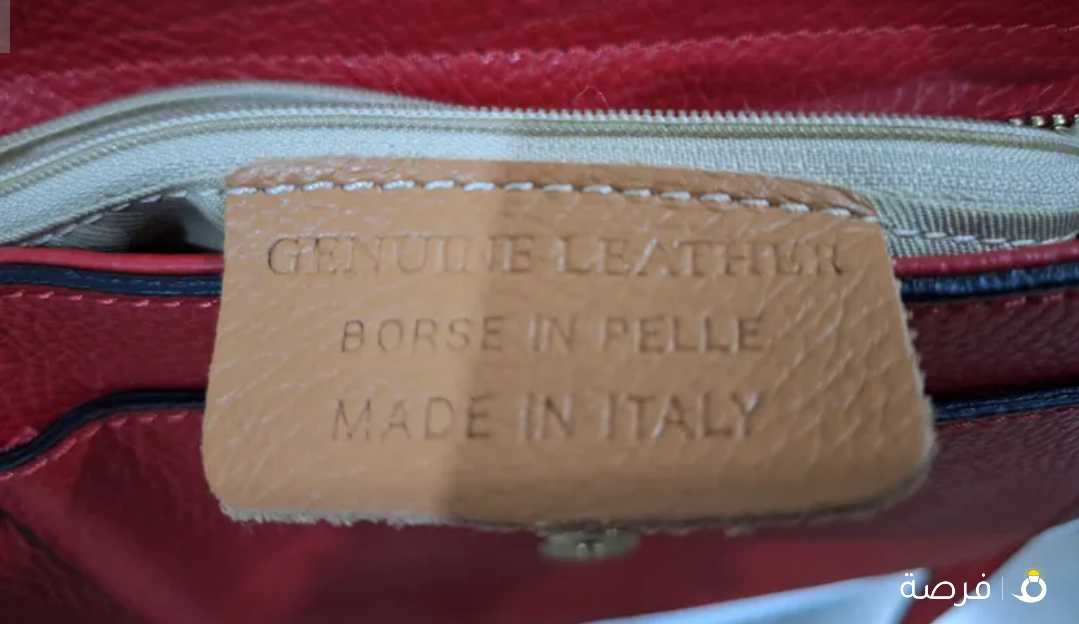 GENUINE LEATHER
BORSE IN PELLE
MADE IN ITALY
فرصة